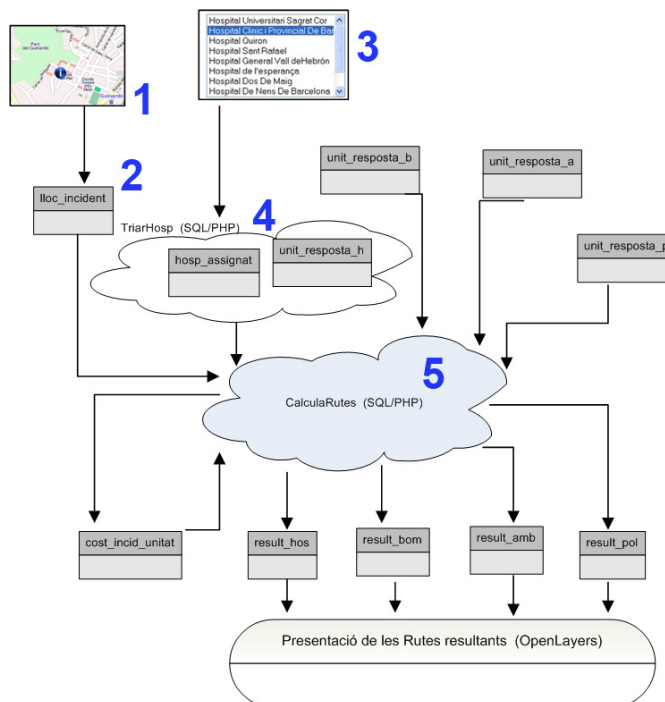 Hospital Universitari Sagrat Cor
Hospital Clinic i Provincial De Bar
Hospital Quiron
Hospital Sant Rafael
Hospital General Vall deHebrón
Hospital de l'esperança
Hospital Dos De Maig
Hospital De Nens De Barcelona
3
1
Guinardó
unit_resposta_b
unit_resposta_a
2
lloc_incident
4
TriarHosp (SQL/PHP)
hosp_assignat
unit_resposta_h
unit_resposta_p
5
CalculaRutes (SQL/PHP)
cost_incid_unitat
result_hos
result_bom
result_amb
result_pol
Presentació de les Rutes resultants (OpenLayers)